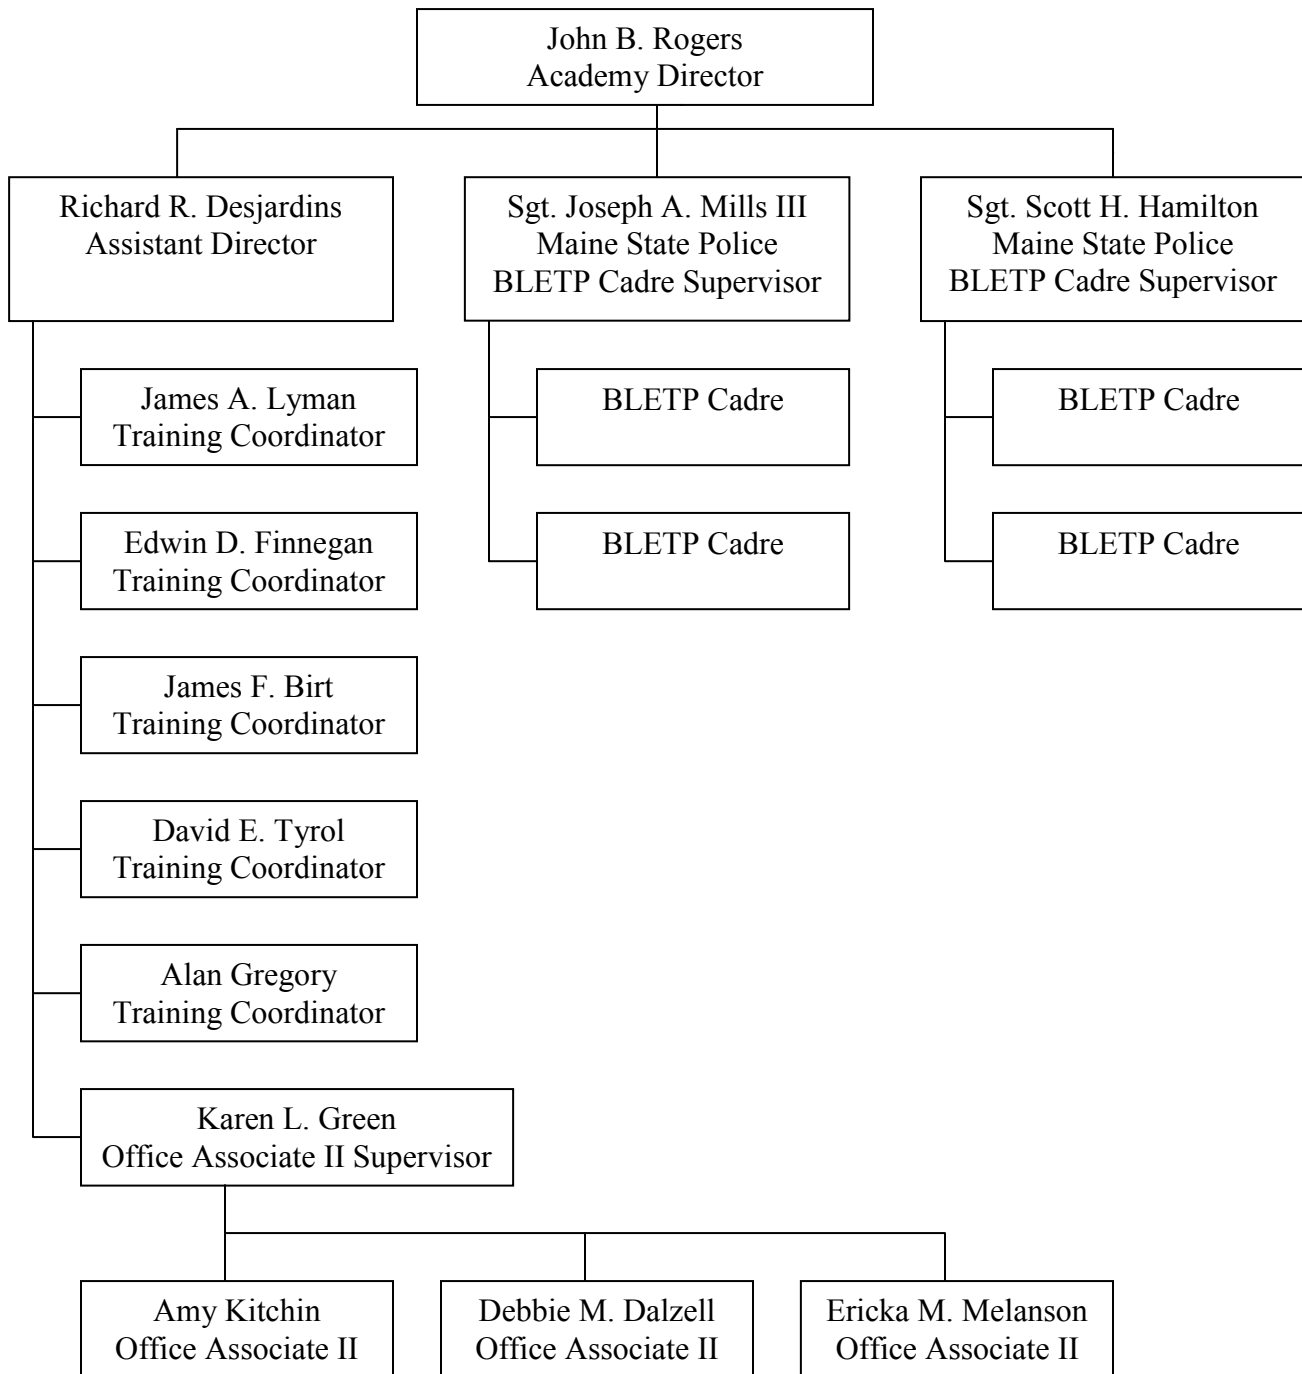 John B. Rogers
Academy Director
Richard R. Desjardins
Assistant Director
Sgt. Joseph A. Mills III
Maine State Police
BLETP Cadre Supervisor
Sgt. Scott H. Hamilton
Maine State Police
BLETP Cadre Supervisor
James A. Lyman
Training Coordinator
BLETP Cadre
BLETP Cadre
Edwin D. Finnegan
Training Coordinator
BLETP Cadre
BLETP Cadre
James F. Birt
Training Coordinator
David E. Tyrol
Training Coordinator
Alan Gregory
Training Coordinator
Karen L. Green
Office Associate II Supervisor
Amy Kitchin
Office Associate II
Debbie M. Dalzell
Office Associate II
Ericka M. Melanson
Office Associate II